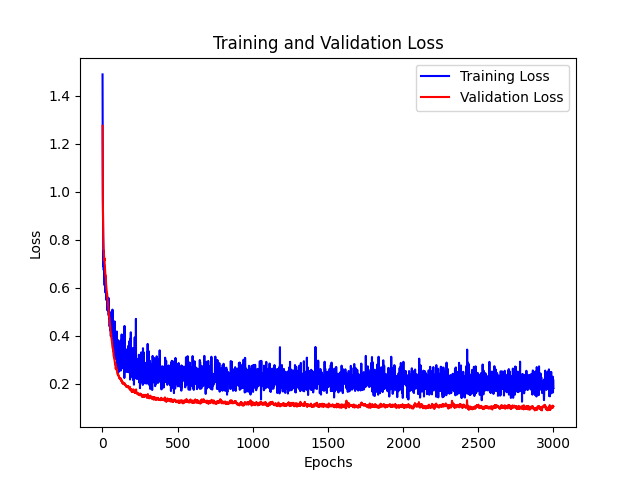 Training and Validation Loss
Training Loss
Validation Loss
1.4
1.2
1.0
0.8
0.6
0.4
0.2
Loss
0 500 1000 1500 2000 2500 3000
Epochs